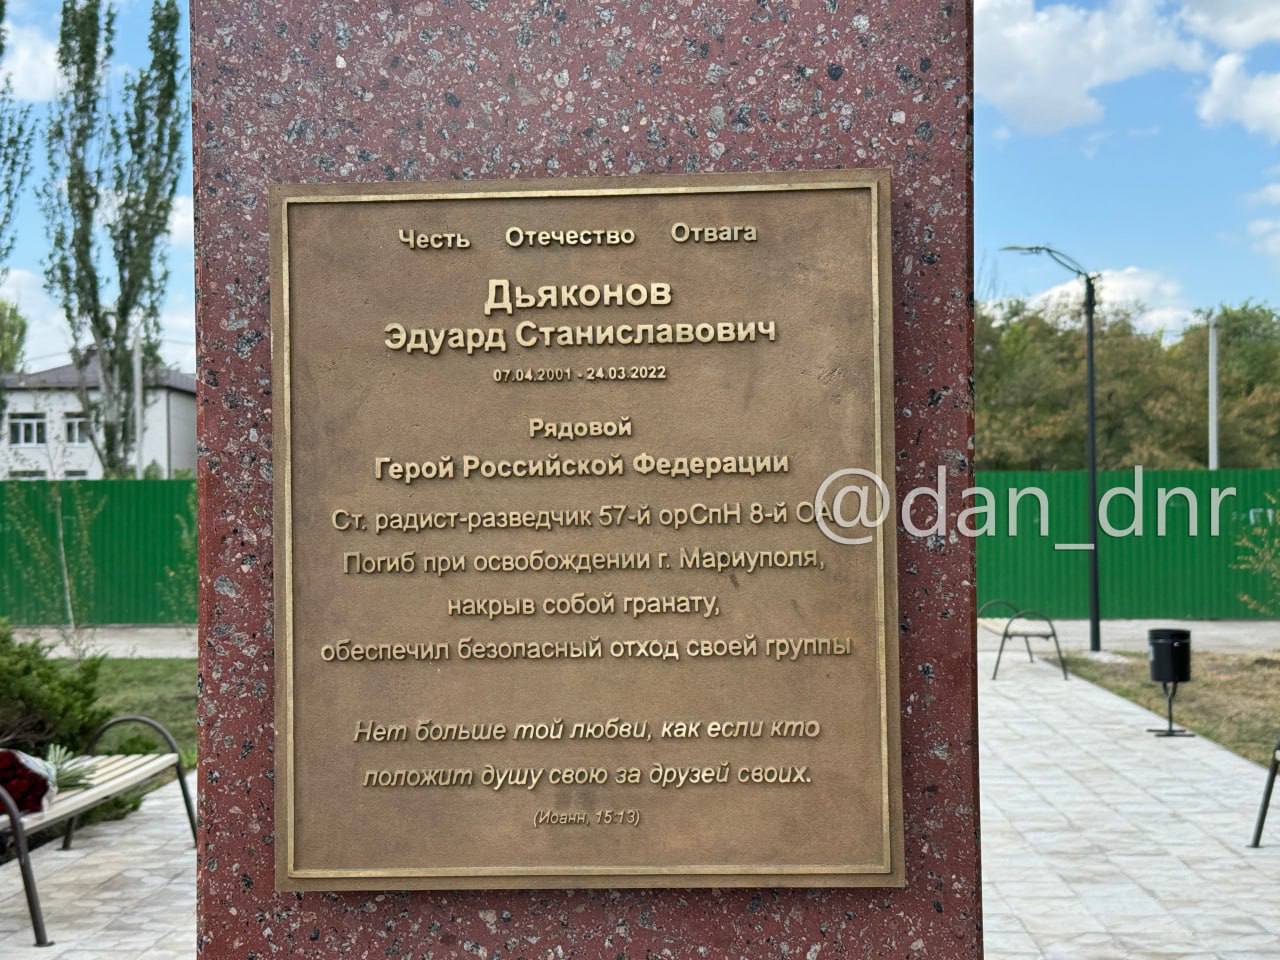 Честь Отечество Отвага
Дьяконов
Эдуард Станиславович
07.04.2001 - 24.03.2022
Рядовой
Герой Российской Федерации
Ст. радист-разведчик 57-й орСпН 8-й ОА
Погиб при освобождении г. Мариуполя,
накрыв собой гранату,
обеспечил безопасный отход своей группы
Нет больше той любви, как если кто
положит душу свою за друзей своих.
(Иоанн, 15:13)
@dan_dnr